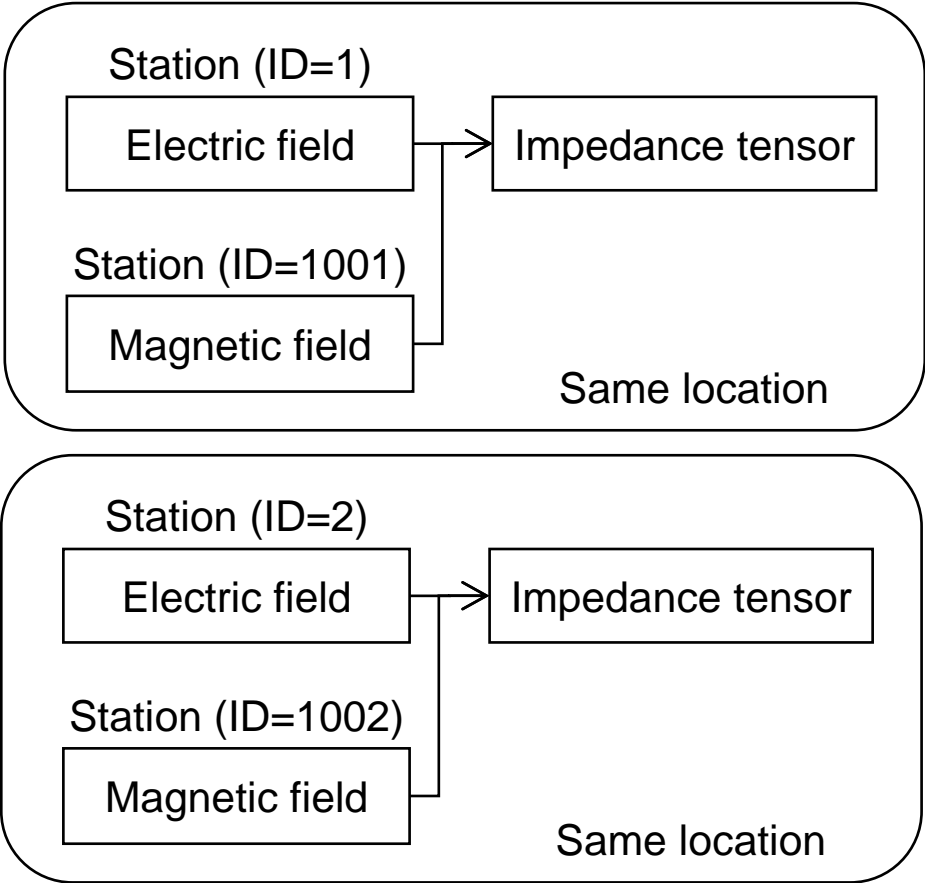 Station (ID=1)
Electric field
Impedance tensor
Station (ID=1001)
Magnetic field
Same location
Station (ID=2)
Electric field
Impedance tensor
Station (ID=1002)
Magnetic field
Same location